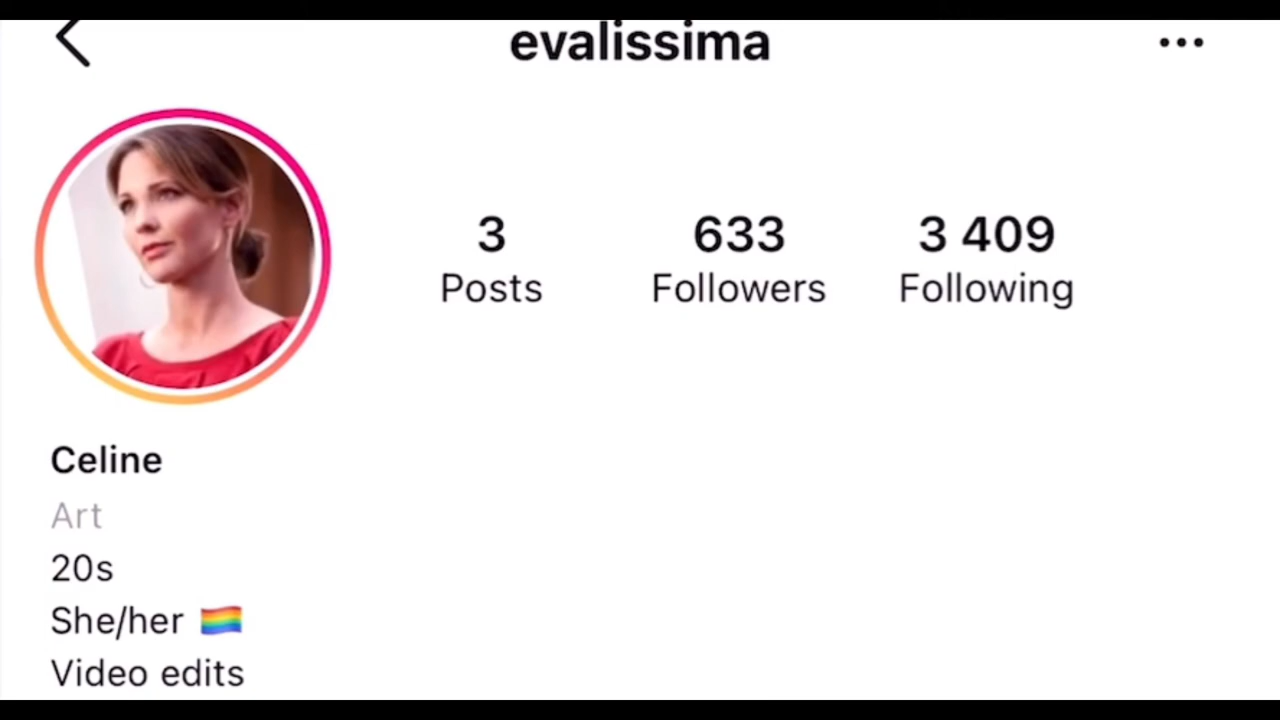 evalissima
3 633 3 409
Posts Followers Following
Celine
Art
20s
She/her 🏳️‍🌈
Video edits